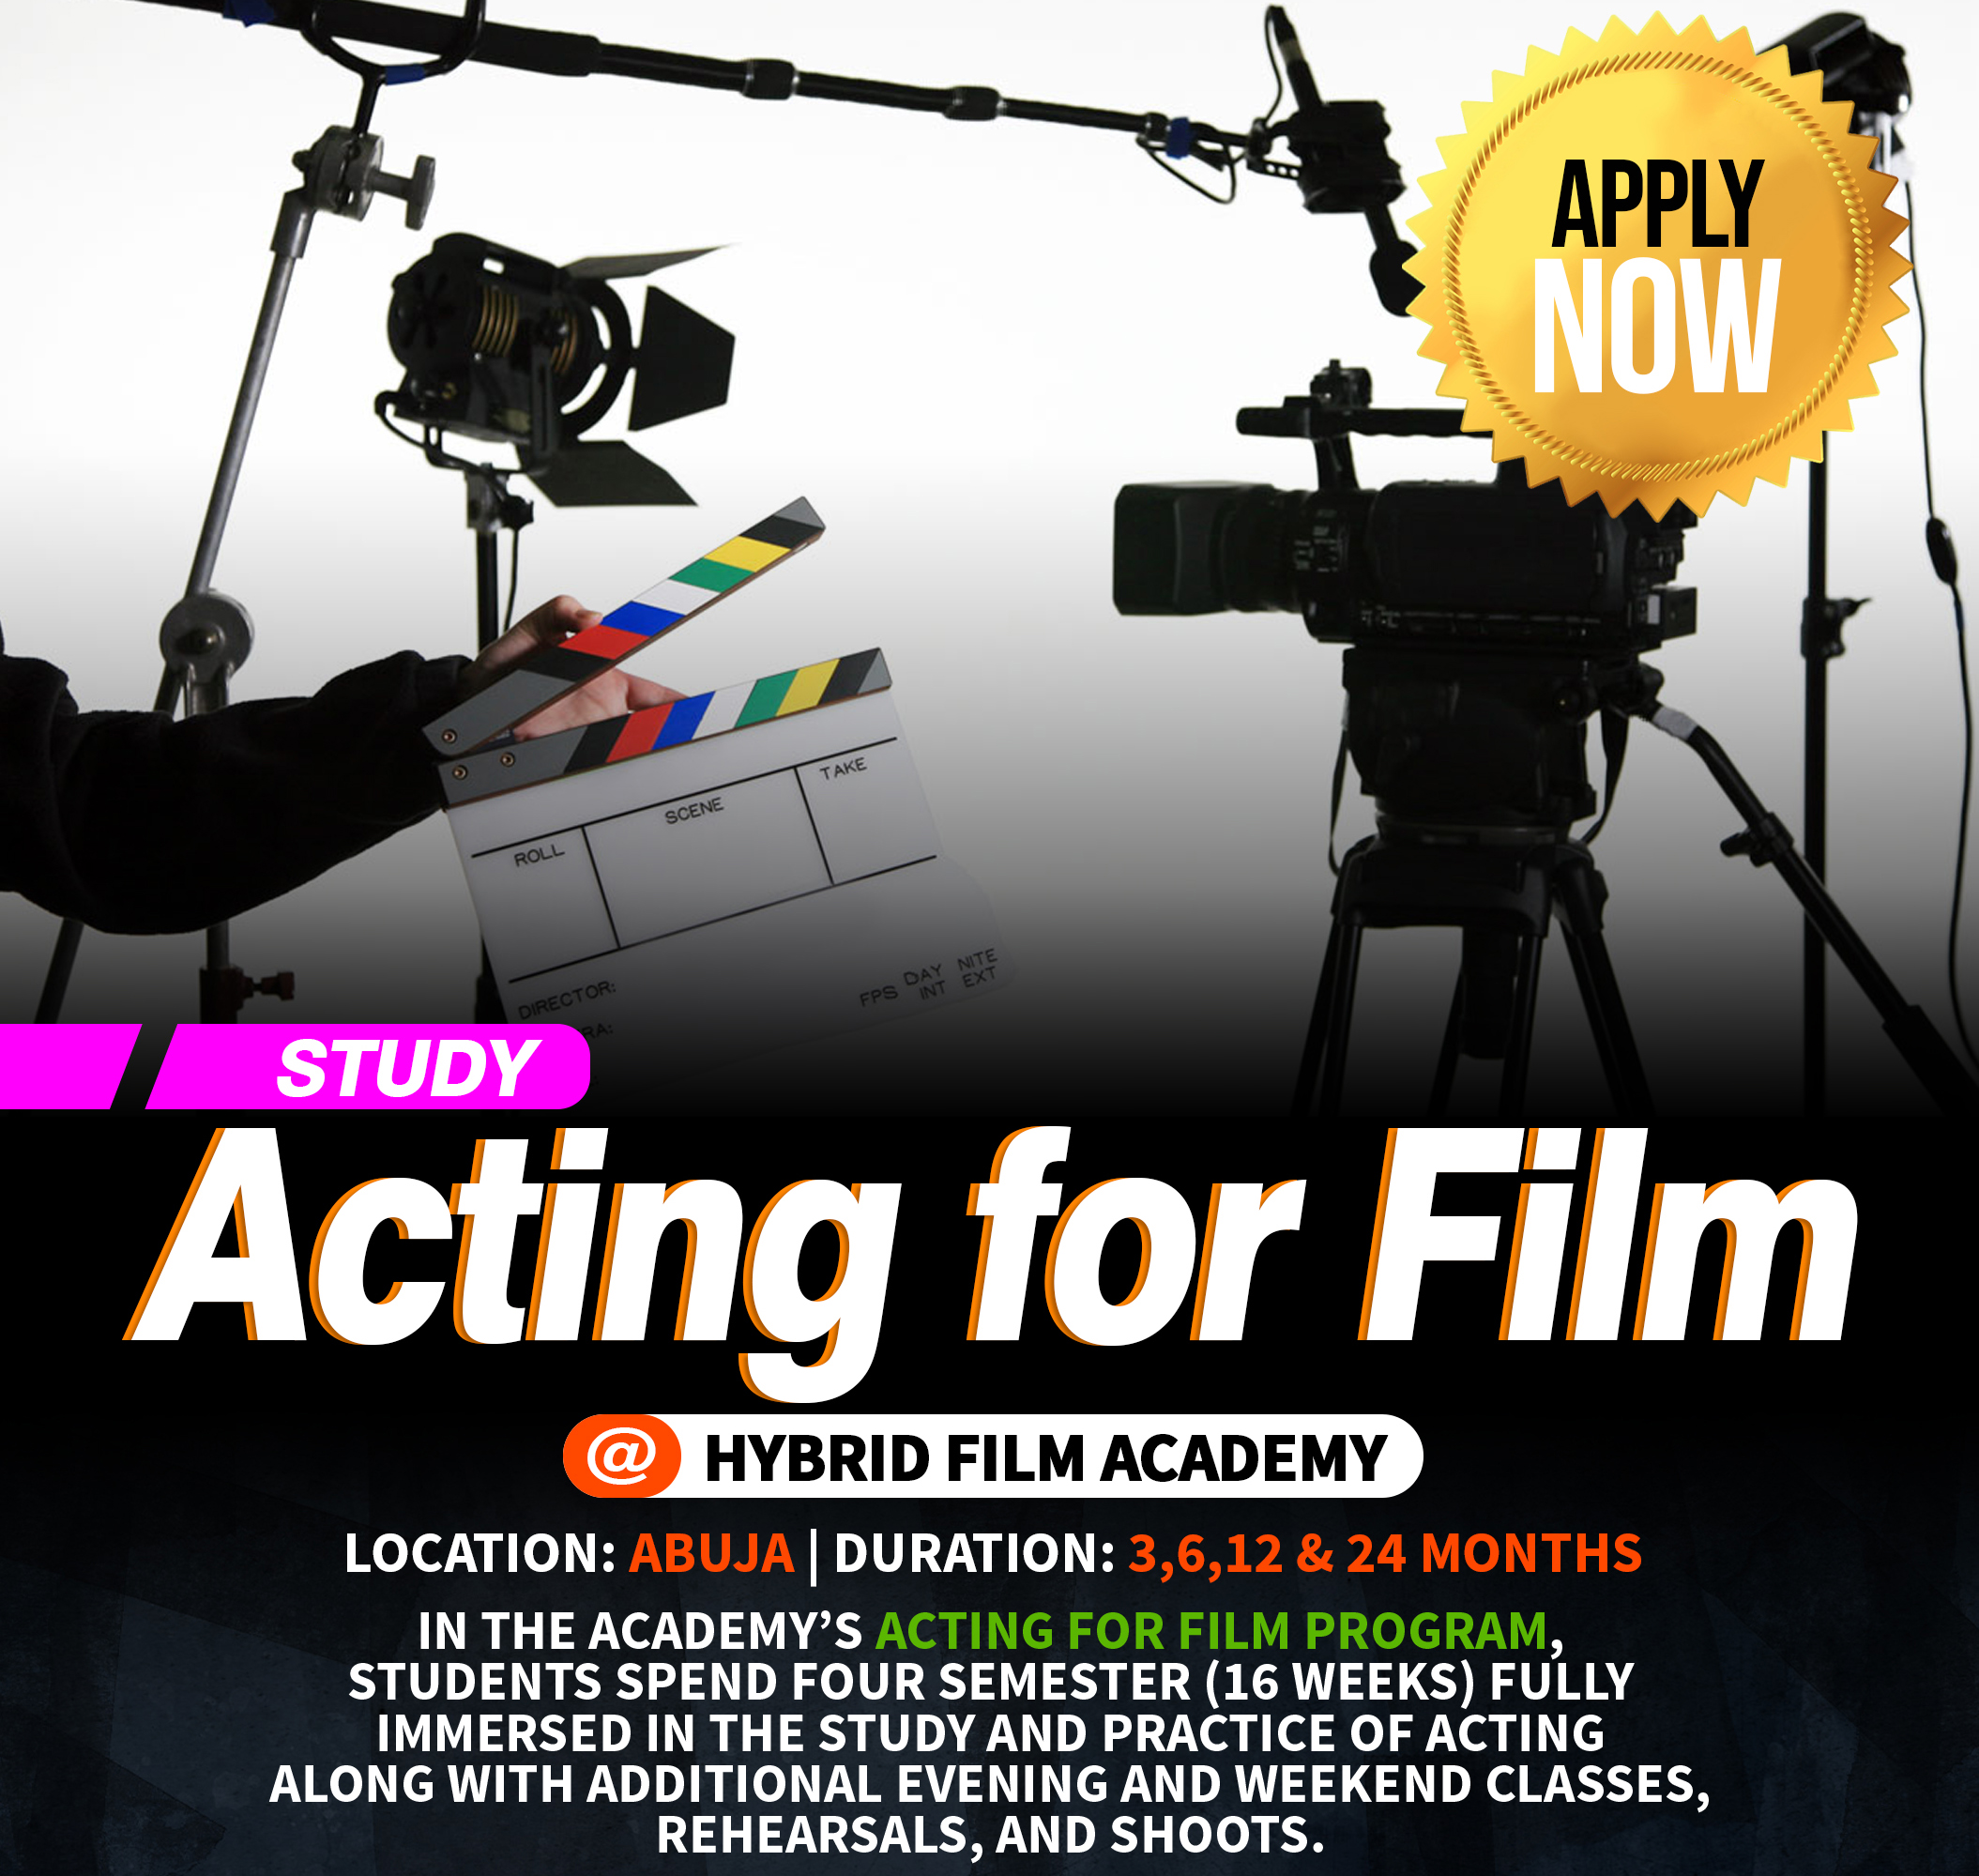 APPLY
NOW
TAKE
SCENE
ROLL
DAY NITE
FPS INT EXT
DIRECTOR:
STUDY
Acting for Film
@ HYBRID FILM ACADEMY
LOCATION: ABUJA | DURATION: 3,6,12 & 24 MONTHS
IN THE ACADEMY’S ACTING FOR FILM PROGRAM,
STUDENTS SPEND FOUR SEMESTER (16 WEEKS) FULLY
IMMERSED IN THE STUDY AND PRACTICE OF ACTING
ALONG WITH ADDITIONAL EVENING AND WEEKEND CLASSES,
REHEARSALS, AND SHOOTS.